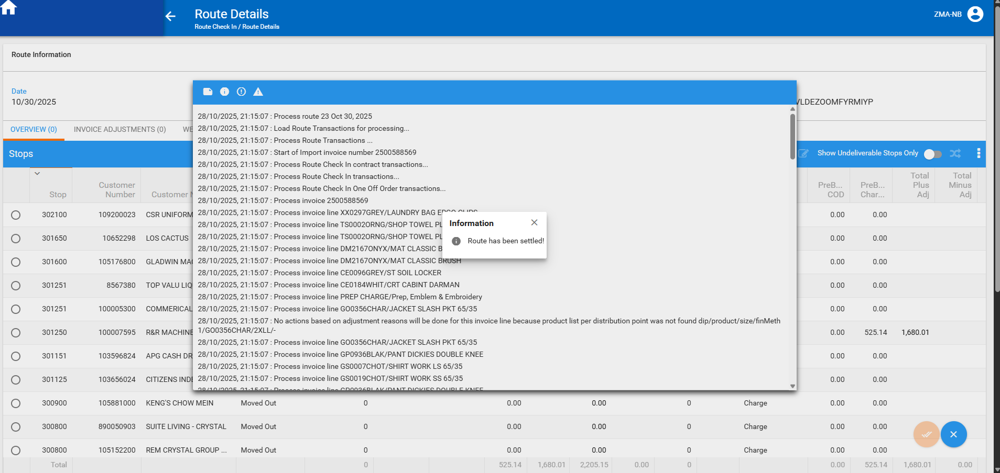 Route Details
Route Check In / Route Details
ZMA-NB
Route Information
Date
10/30/2025
VLDEZOOMFYRMIYP
OVERVIEW (0) INVOICE ADJUSTMENTS (0) WE
Stops
Show Undeliverable Stops Only
Stop
Customer Number
Customer N
PreB... COD
PreB... Char...
Total Plus Adj
Total Minus Adj
302100 109200023 CSR UNIFORM 0.00 0.00
301650 10652298 LOS CACTUS 0.00 0.00
301600 105176800 GLADWIN MAC 0.00 0.00
301251 8567380 TOP VALU LIQ 0.00 0.00
301251 100005300 COMMERICAL 0.00 0.00
301250 100007595 R&R MACHINE 0.00 525.14 1,680.01
301151 103596824 APG CASH DR 0.00 0.00
301125 103656024 CITIZENS INDE 0.00 0.00
300900 105881000 KENG'S CHOW MEIN Moved Out 0 0.00 0.00 0 Charge 0.00 0.00
300800 890050903 SUITE LIVING - CRYSTAL Moved Out 0 0.00 0.00 0 Charge 0.00 0.00
300800 105152200 REM CRYSTAL GROUP ... Moved Out 0 0.00 0.00 0 Charge 0.00 0.00
Total 0 525.14 1,680.01 2,205.15 0.00 0 0.00 525.14 1,680.01 0.00
28/10/2025, 21:15:07 : Process route 23 Oct 30, 2025
28/10/2025, 21:15:07 : Load Route Transactions for processing...
28/10/2025, 21:15:07 : Process Route Transactions ...
28/10/2025, 21:15:07 : Start of Import invoice number 2500588569
28/10/2025, 21:15:07 : Process Route Check In contract transactions...
28/10/2025, 21:15:07 : Process Route Check In transactions...
28/10/2025, 21:15:07 : Process Route Check In One Off Order transactions...
28/10/2025, 21:15:07 : Process invoice 2500588569
28/10/2025, 21:15:07 : Process invoice line XX0297GREY/LAUNDRY BAG ERGO CLIPS
28/10/2025, 21:15:07 : Process invoice line TS0002ORNG/SHOP TOWEL PL
28/10/2025, 21:15:07 : Process invoice line TS0002ORNG/SHOP TOWEL PL
28/10/2025, 21:15:07 : Process invoice line DM2167ONYX/MAT CLASSIC B
28/10/2025, 21:15:07 : Process invoice line DM2167ONYX/MAT CLASSIC BRUSH
28/10/2025, 21:15:07 : Process invoice line CE0096GREY/ST SOIL LOCKER
28/10/2025, 21:15:07 : Process invoice line CE0184WHIT/CRT CABINT DARMAN
28/10/2025, 21:15:07 : Process invoice line PREP CHARGE/Prep, Emblem & Embroidery
28/10/2025, 21:15:07 : Process invoice line GO0356CHAR/JACKET SLASH PKT 65/35
28/10/2025, 21:15:07 : No actions based on adjustment reasons will be done for this invoice line because product list per distribution point was not found dip/product/size/finMeth
1/GO0356CHAR/2XLL/-
28/10/2025, 21:15:07 : Process invoice line GO0356CHAR/JACKET SLASH PKT 65/35
28/10/2025, 21:15:07 : Process invoice line GP0936BLAK/PANT DICKIES DOUBLE KNEE
28/10/2025, 21:15:07 : Process invoice line GS0007CHOT/SHIRT WORK LS 65/35
28/10/2025, 21:15:07 : Process invoice line GS0019CHOT/SHIRT WORK SS 65/35
28/10/2025, 21:15:07 : Process invoice line GP0936BLAK/PANT DICKIES DOUBLE KNEE
Information
Route has been settled!